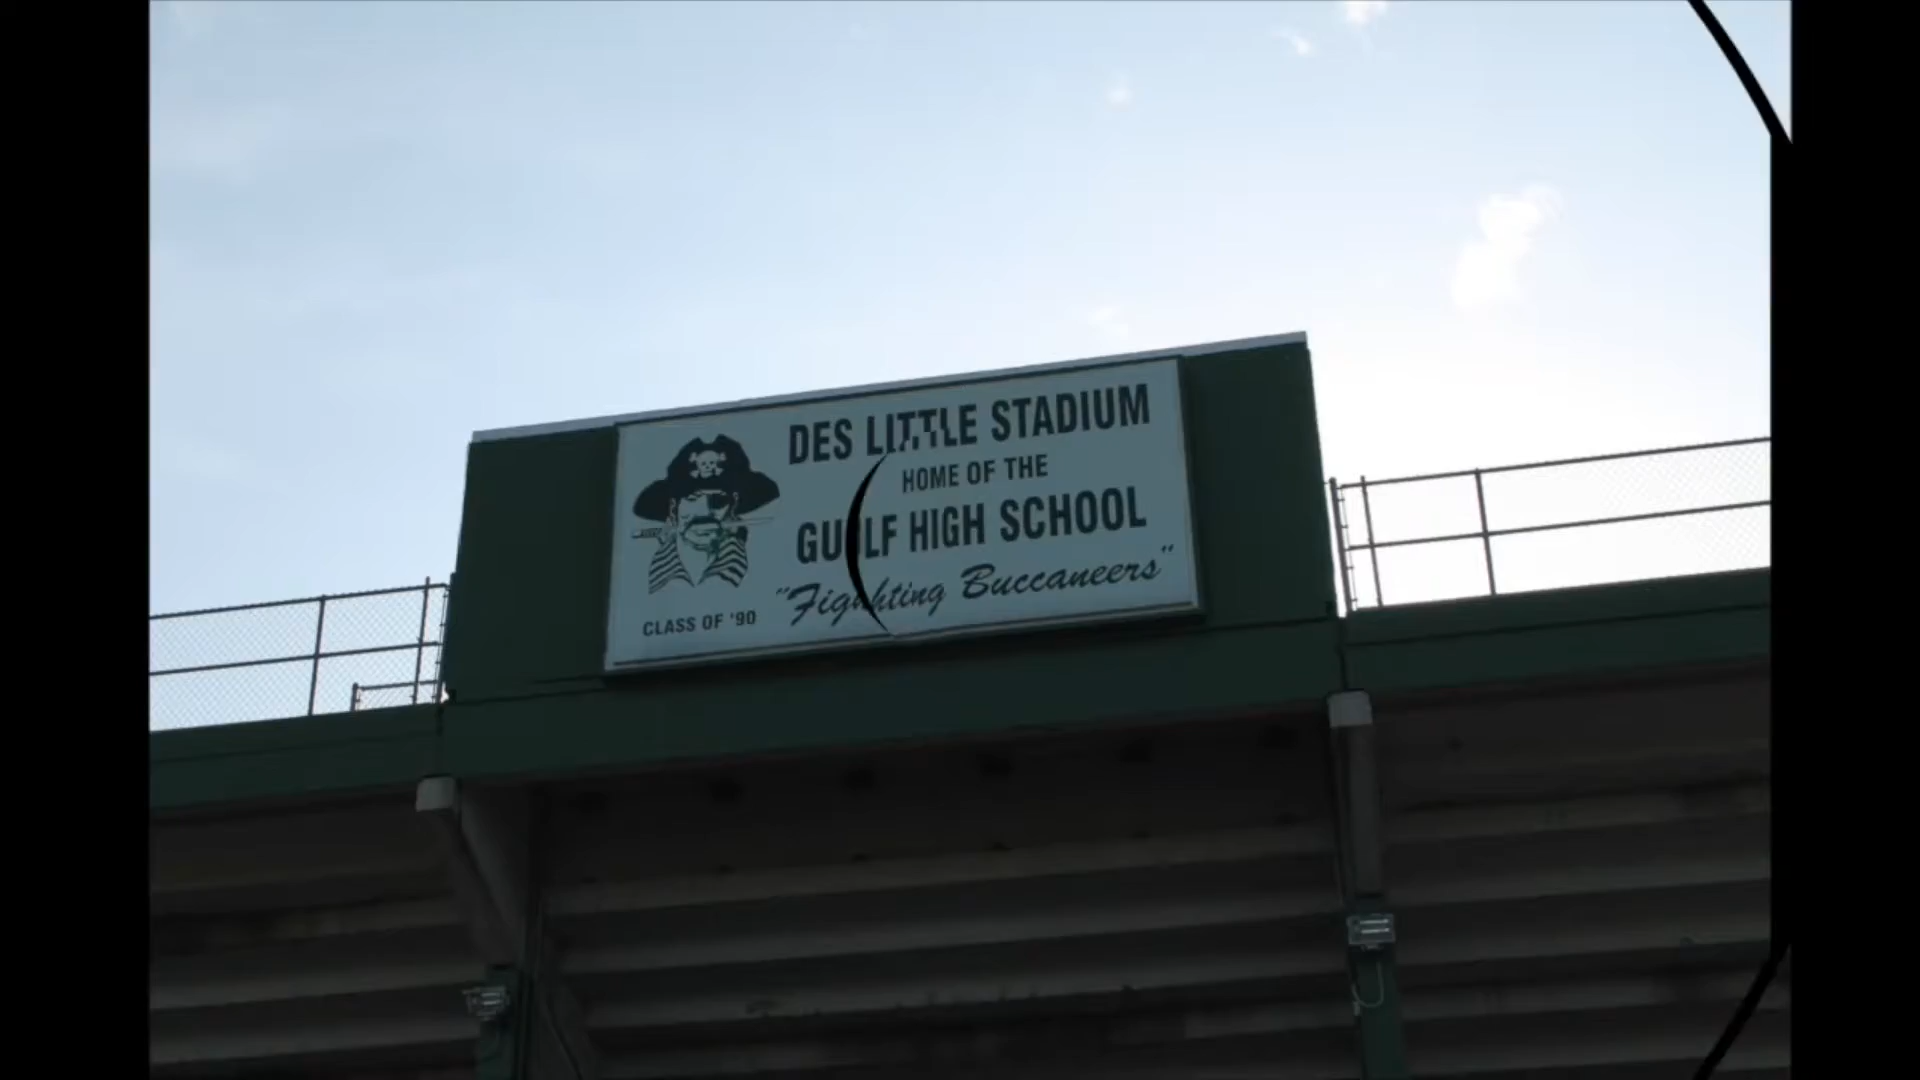 DES LITTLE STADIUM
HOME OF THE
GULF HIGH SCHOOL
"Fighting Buccaneers"
CLASS OF '90